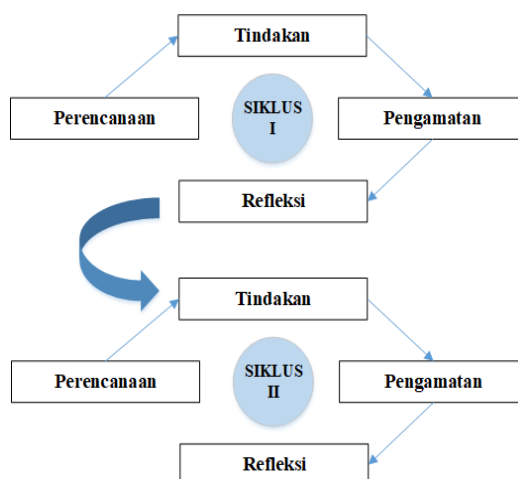 Tindakan
Perencanaan
SIKLUS
I
Pengamatan
Refleksi
Tindakan
Perencanaan
SIKLUS
II
Pengamatan
Refleksi